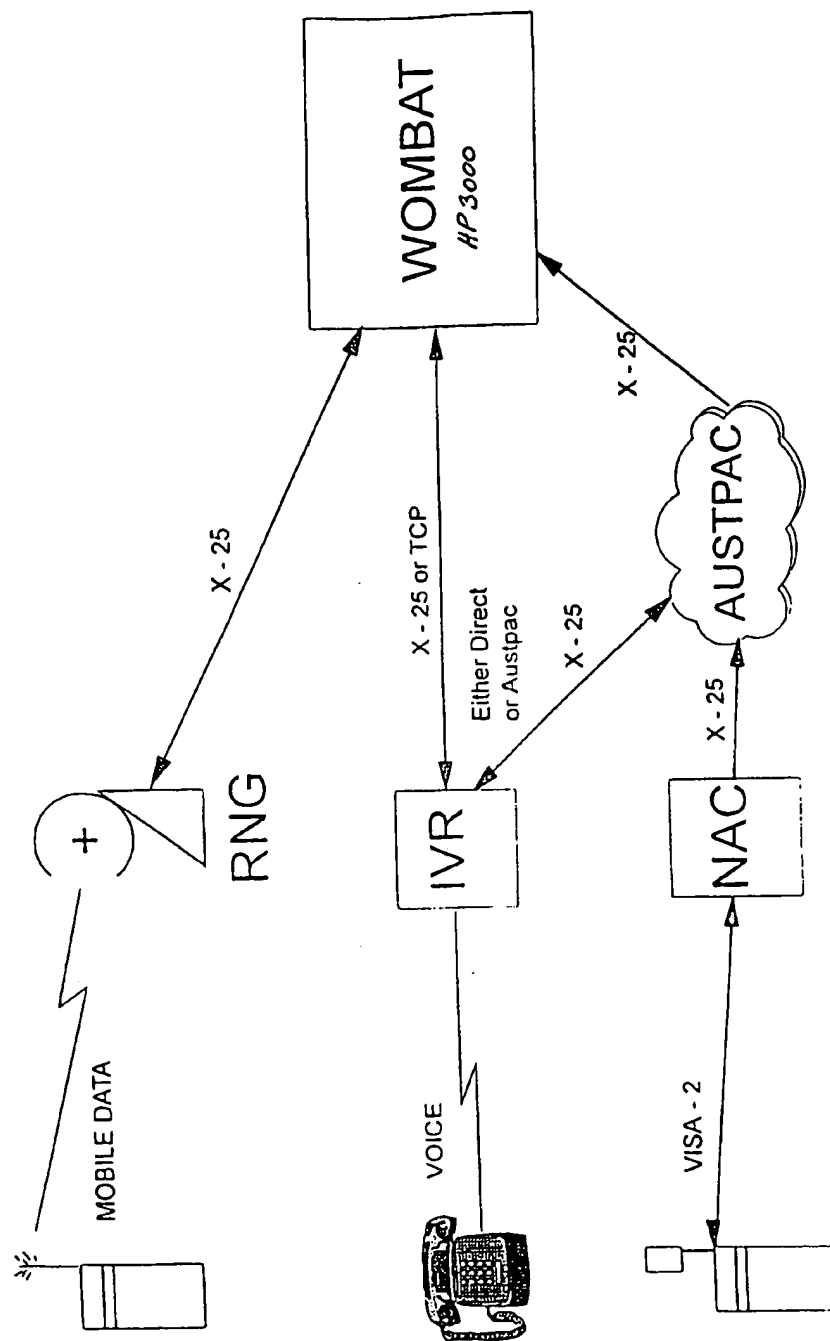 MOBILE DATA
RNG
X - 25
WOMBAT
HP3000
VOICE
IVR
X - 25 or TCP
Either Direct
or Austpac
X - 25
X - 25
VISA - 2
NAC
X - 25
AUSTPAC